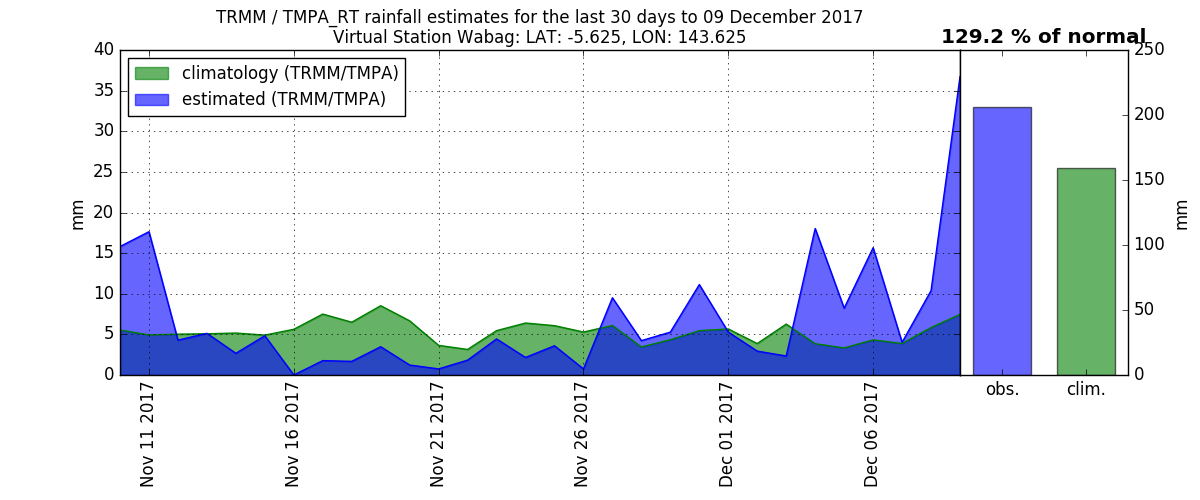 TRMM / TMPA_RT rainfall estimates for the last 30 days to 09 December 2017
Virtual Station Wabag: LAT: -5.625, LON: 143.625
129.2 % of normal
climatology (TRMM/TMPA)
estimated (TRMM/TMPA)
mm
40
35
30
25
20
15
10
5
0
Nov 11 2017
Nov 16 2017
Nov 21 2017
Nov 26 2017
Dec 01 2017
Dec 06 2017
250
200
150
100
50
0
mm
obs.
clim.